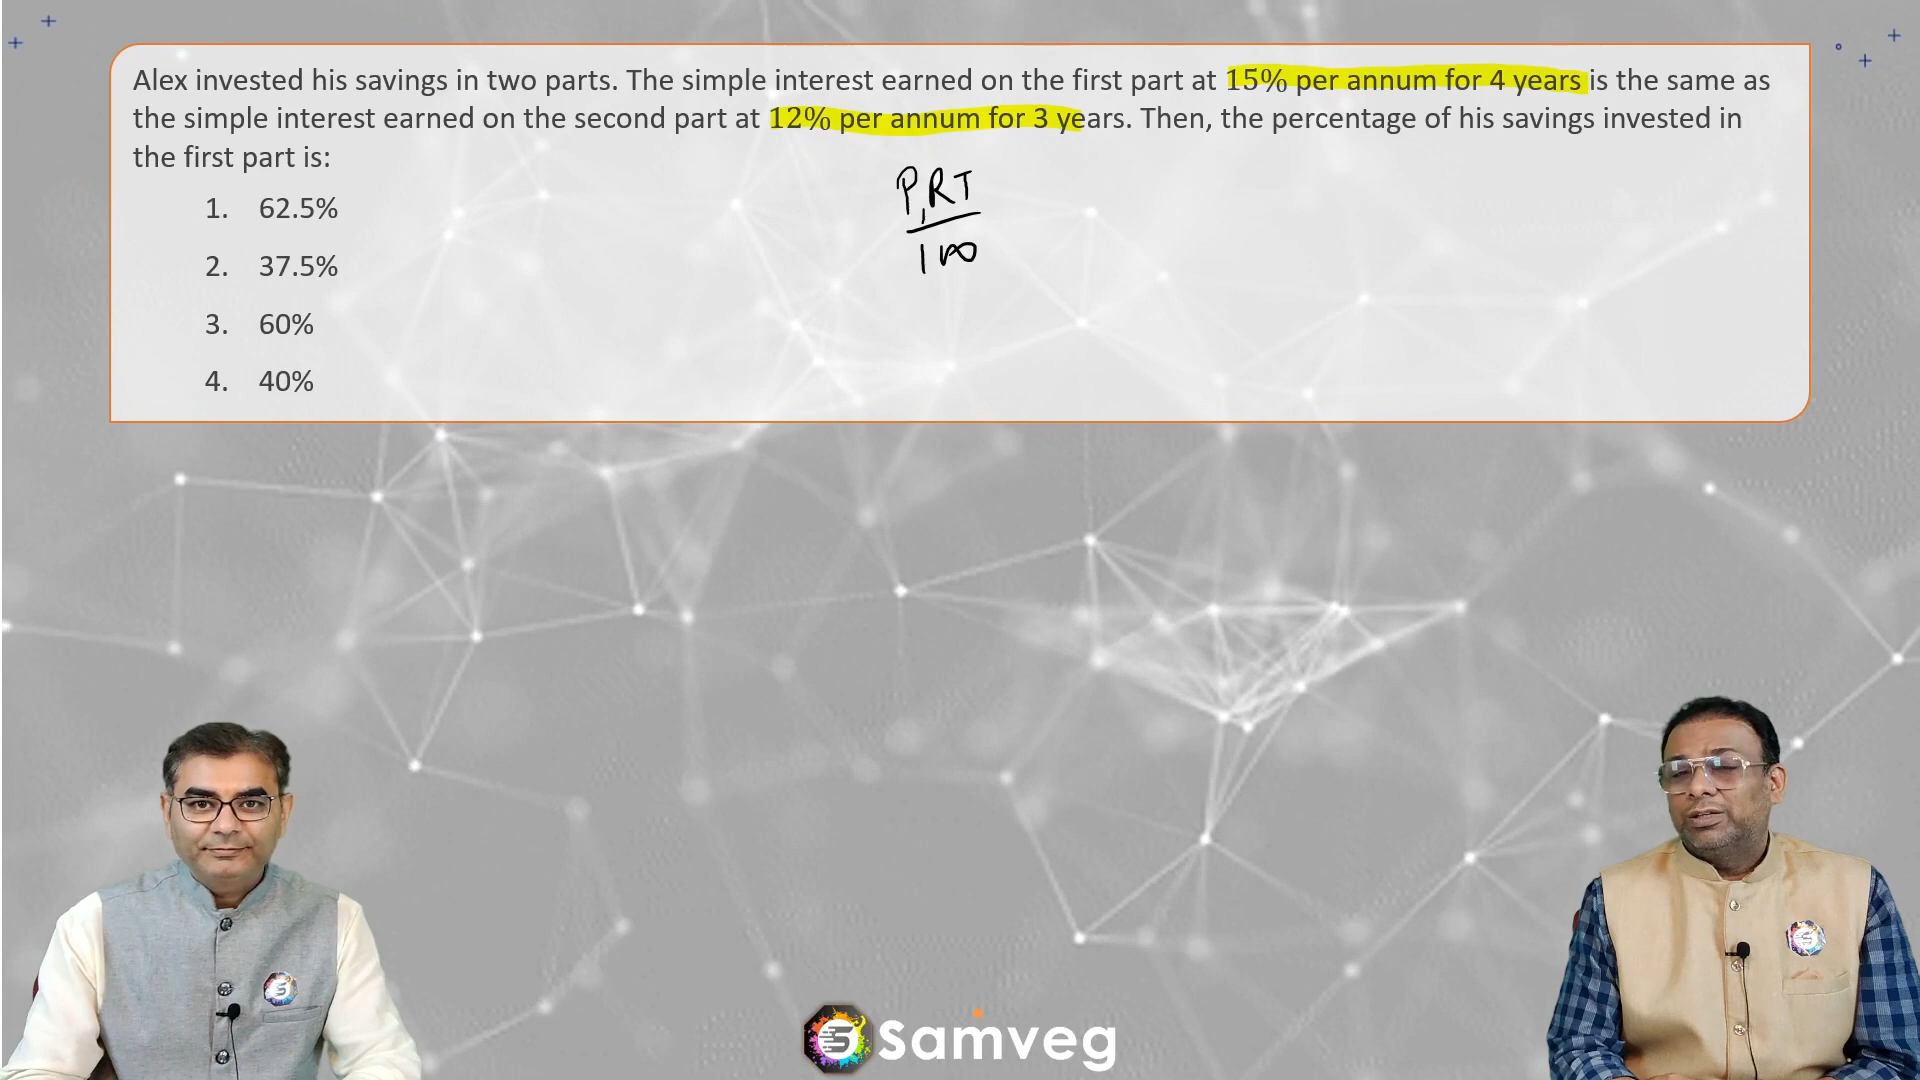 Alex invested his savings in two parts. The simple interest earned on the first part at 15% per annum for 4 years is the same as
the simple interest earned on the second part at 12% per annum for 3 years. Then, the percentage of his savings invested in
the first part is:
1. 62.5%
2. 37.5%
3. 60%
4. 40%
P₁RT
100
Samveg